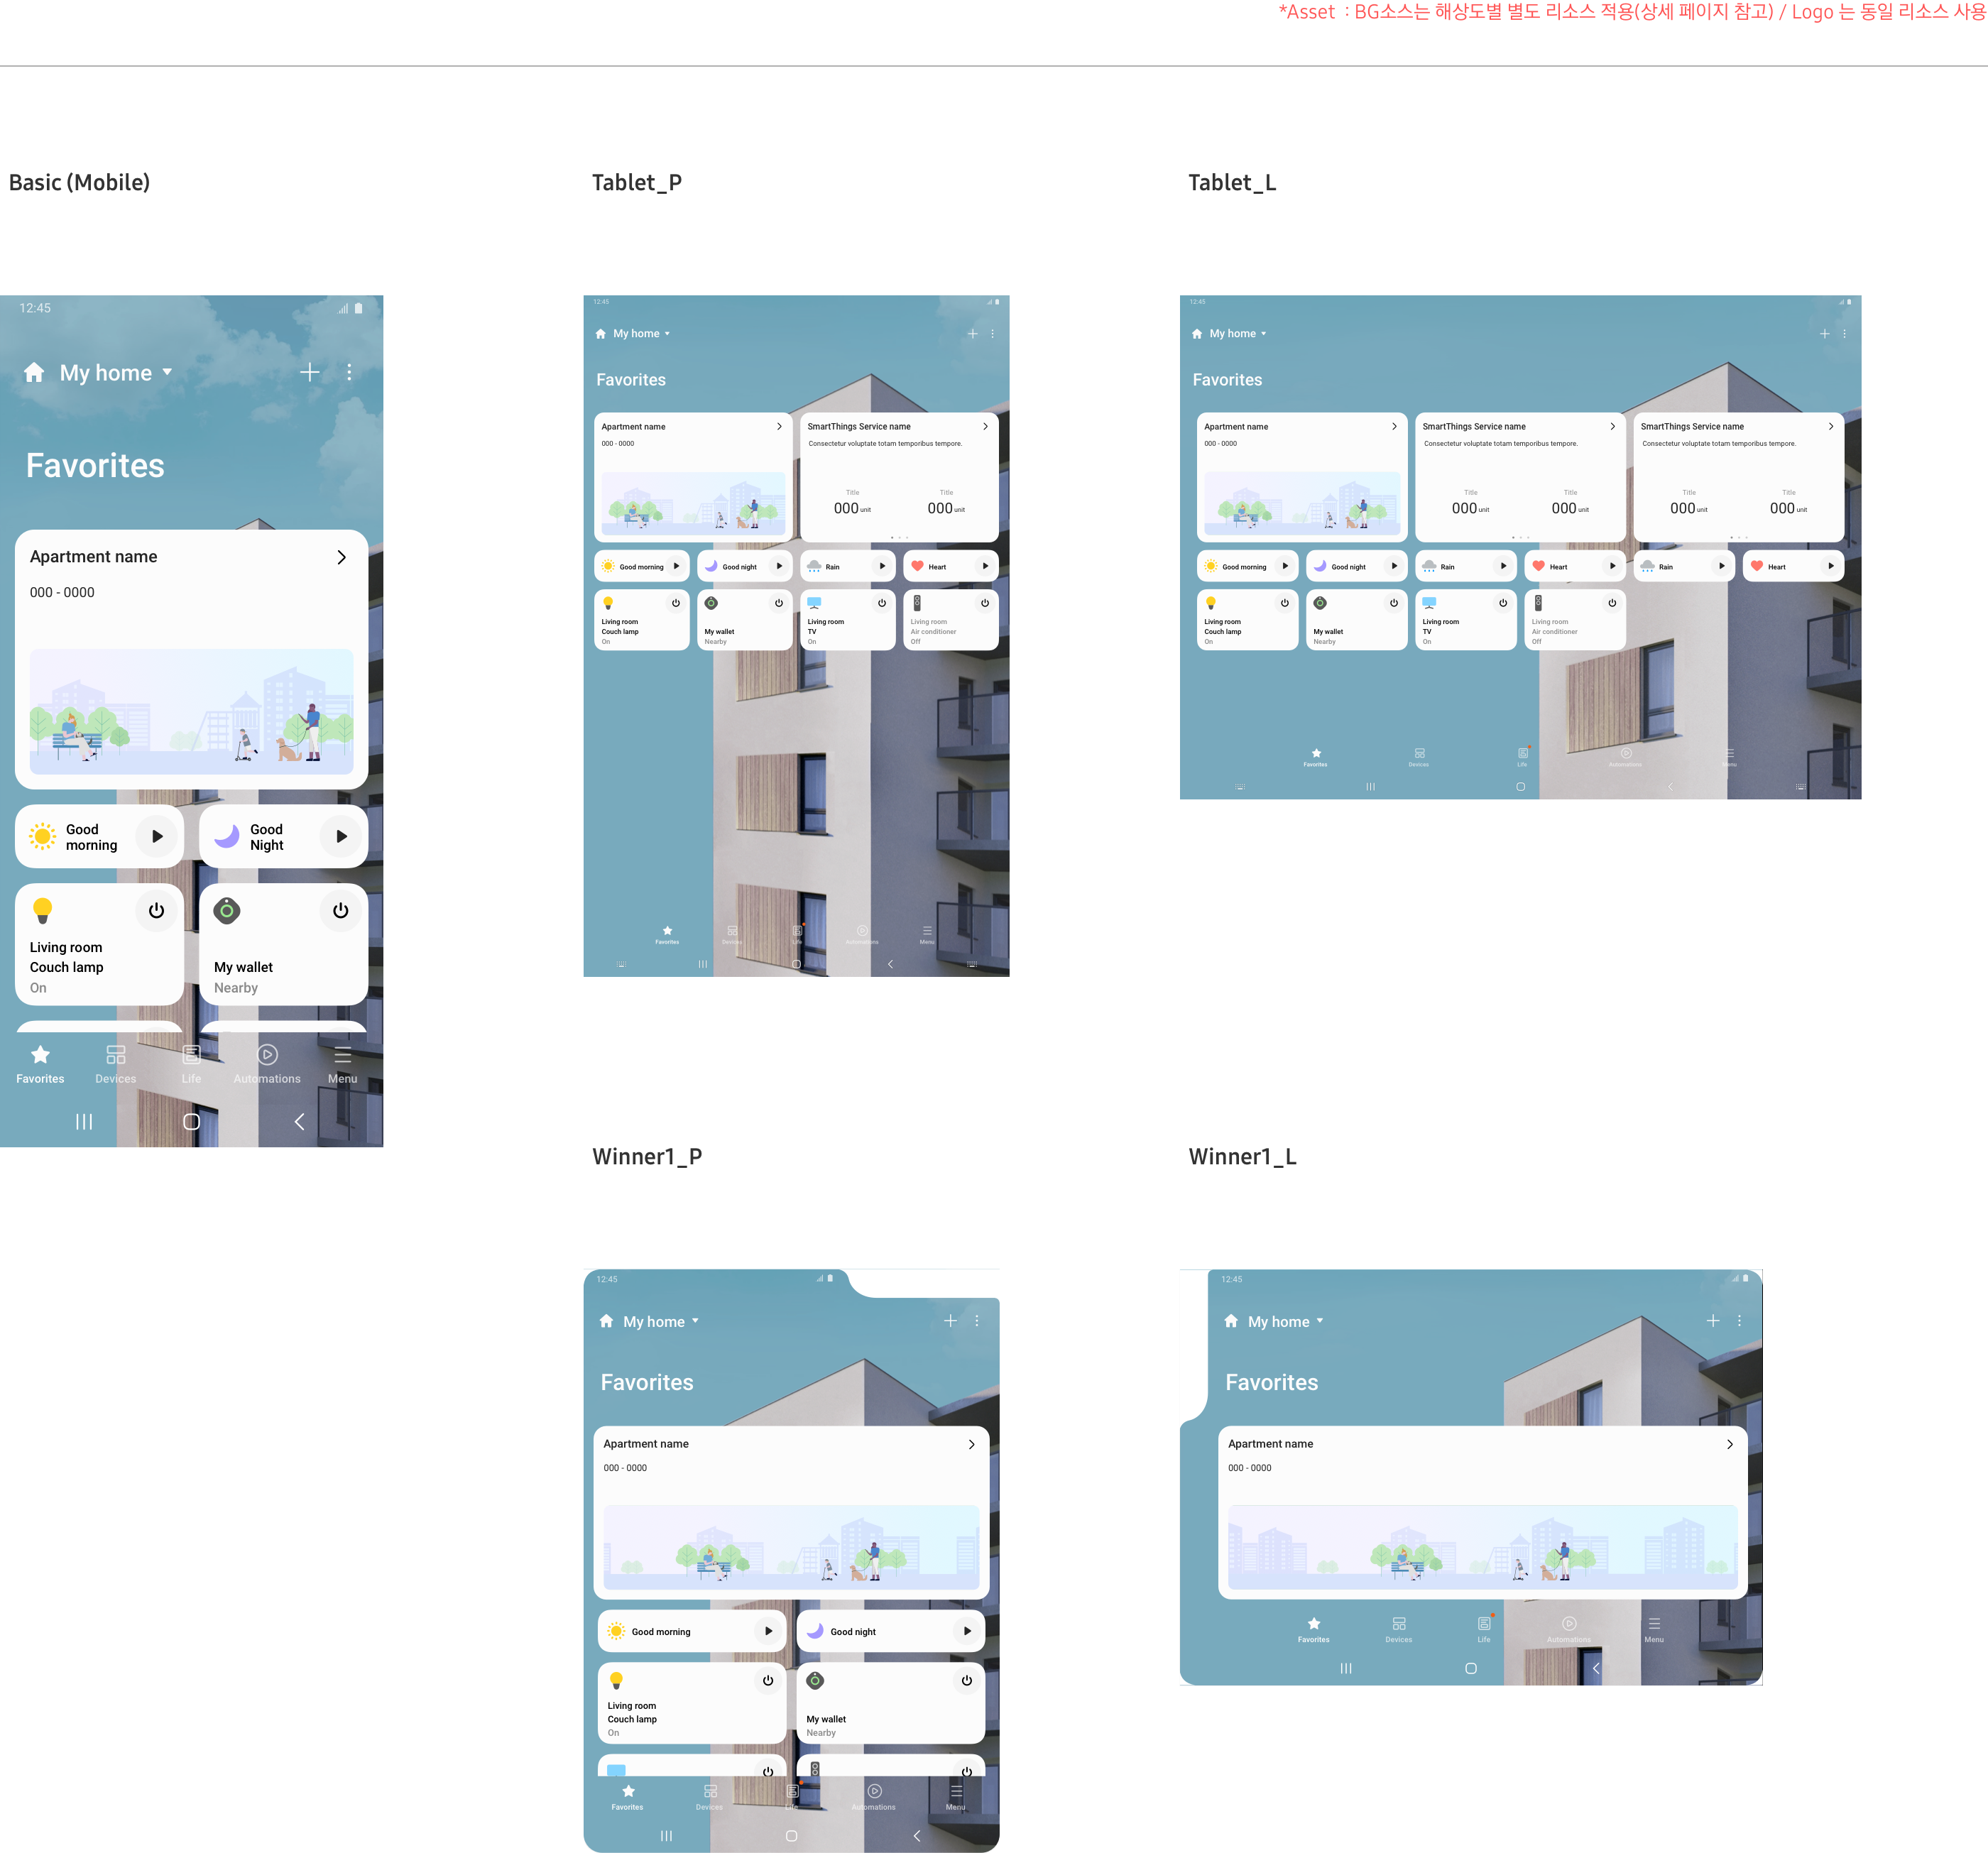 *Asset : BG소스는 해상도별 별도 리소스 적용(상세 페이지 참고) / Logo 는 동일 리소스 사용
Basic (Mobile)
12:45
My home
Favorites
Apartment name
000 - 0000
Good
morning
Good
Night
Living room
Couch lamp
On
My wallet
Nearby
Favorites
Devices
Life
Automations
Menu
Tablet_P
12:45
My home
Favorites
Apartment name
000 - 0000
SmartThings Service name
Consectetur voluptate totam temporibus tempore.
Title
000 unit
Title
000 unit
Good morning
Good night
Rain
Heart
Living room
Couch lamp
On
My wallet
Nearby
Living room
TV
On
Living room
Air conditioner
Off
Favorites
Devices
Life
Automations
Menu
Tablet_L
12:45
My home
Favorites
Apartment name
000 - 0000
SmartThings Service name
Consectetur voluptate totam temporibus tempore.
Title
000 unit
Title
000 unit
SmartThings Service name
Consectetur voluptate totam temporibus tempore.
Title
000 unit
Title
000 unit
Good morning
Good night
Rain
Heart
Rain
Heart
Living room
Couch lamp
On
My wallet
Nearby
Living room
TV
On
Living room
Air conditioner
Off
Favorites
Devices
Life
Automations
Menu
Winner1_P
12:45
My home
Favorites
Apartment name
000 - 0000
Good morning
Good night
Living room
Couch lamp
On
My wallet
Nearby
Favorites
Devices
Life
Automations
Menu
Winner1_L
12:45
My home
Favorites
Apartment name
000 - 0000
Favorites
Devices
Life
Automations
Menu